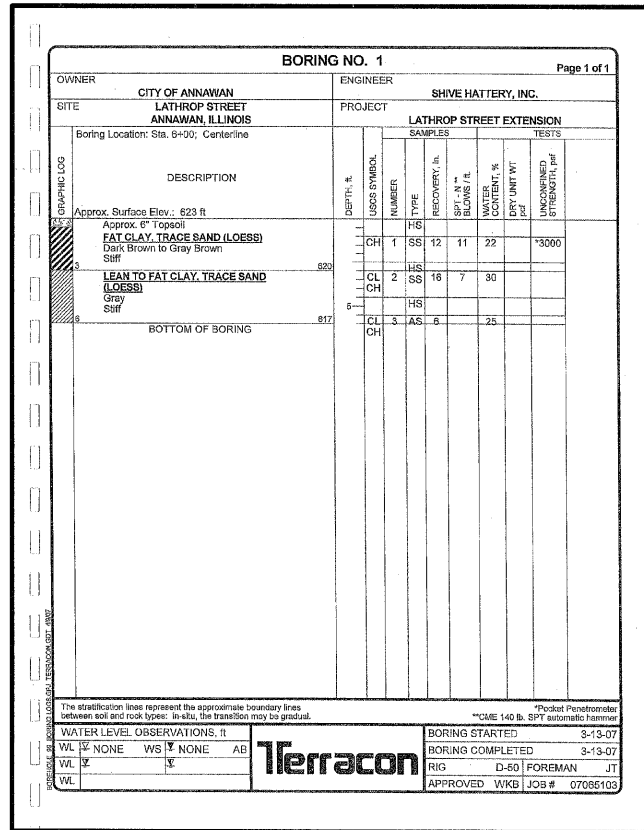 BORING NO. 1
Page 1 of 1
OWNER
CITY OF ANNAWAN
ENGINEER
SHIVE HATTERY, INC.
SITE
LATHROP STREET
ANNAWAN, ILLINOIS
PROJECT
LATHROP STREET EXTENSION
Boring Location: Sta. 6+00; Centerline
SAMPLES
TESTS
GRAPHIC LOG
DESCRIPTION
DEPTH, ft.
USCS SYMBOL
NUMBER
TYPE
RECOVERY, in.
SPT - N **
BLOWS / ft.
WATER
CONTENT, %
DRY UNIT WT
pcf
UNCONFINED
STRENGTH, psf
Approx. Surface Elev.: 623 ft
Approx. 6" Topsoil
HS
FAT CLAY, TRACE SAND (LOESS)
Dark Brown to Gray Brown
Stiff
CH 1 SS 12 11 22 *3000
3 620
HS
LEAN TO FAT CLAY, TRACE SAND
(LOESS)
Gray
Stiff
CL 2 SS 16 7 30
CH
5
HS
6 617
CL 3 AS 6 25
CH
BOTTOM OF BORING
The stratification lines represent the approximate boundary lines
between soil and rock types: in-situ, the transition may be gradual.
*Pocket Penetrometer
**CME 140 lb. SPT automatic hammer
WATER LEVEL OBSERVATIONS, ft
WL NONE WS NONE AB
WL
WL
Terracon
BORING STARTED 3-13-07
BORING COMPLETED 3-13-07
RIG D-50 FOREMAN JT
APPROVED WKB JOB # 07065103